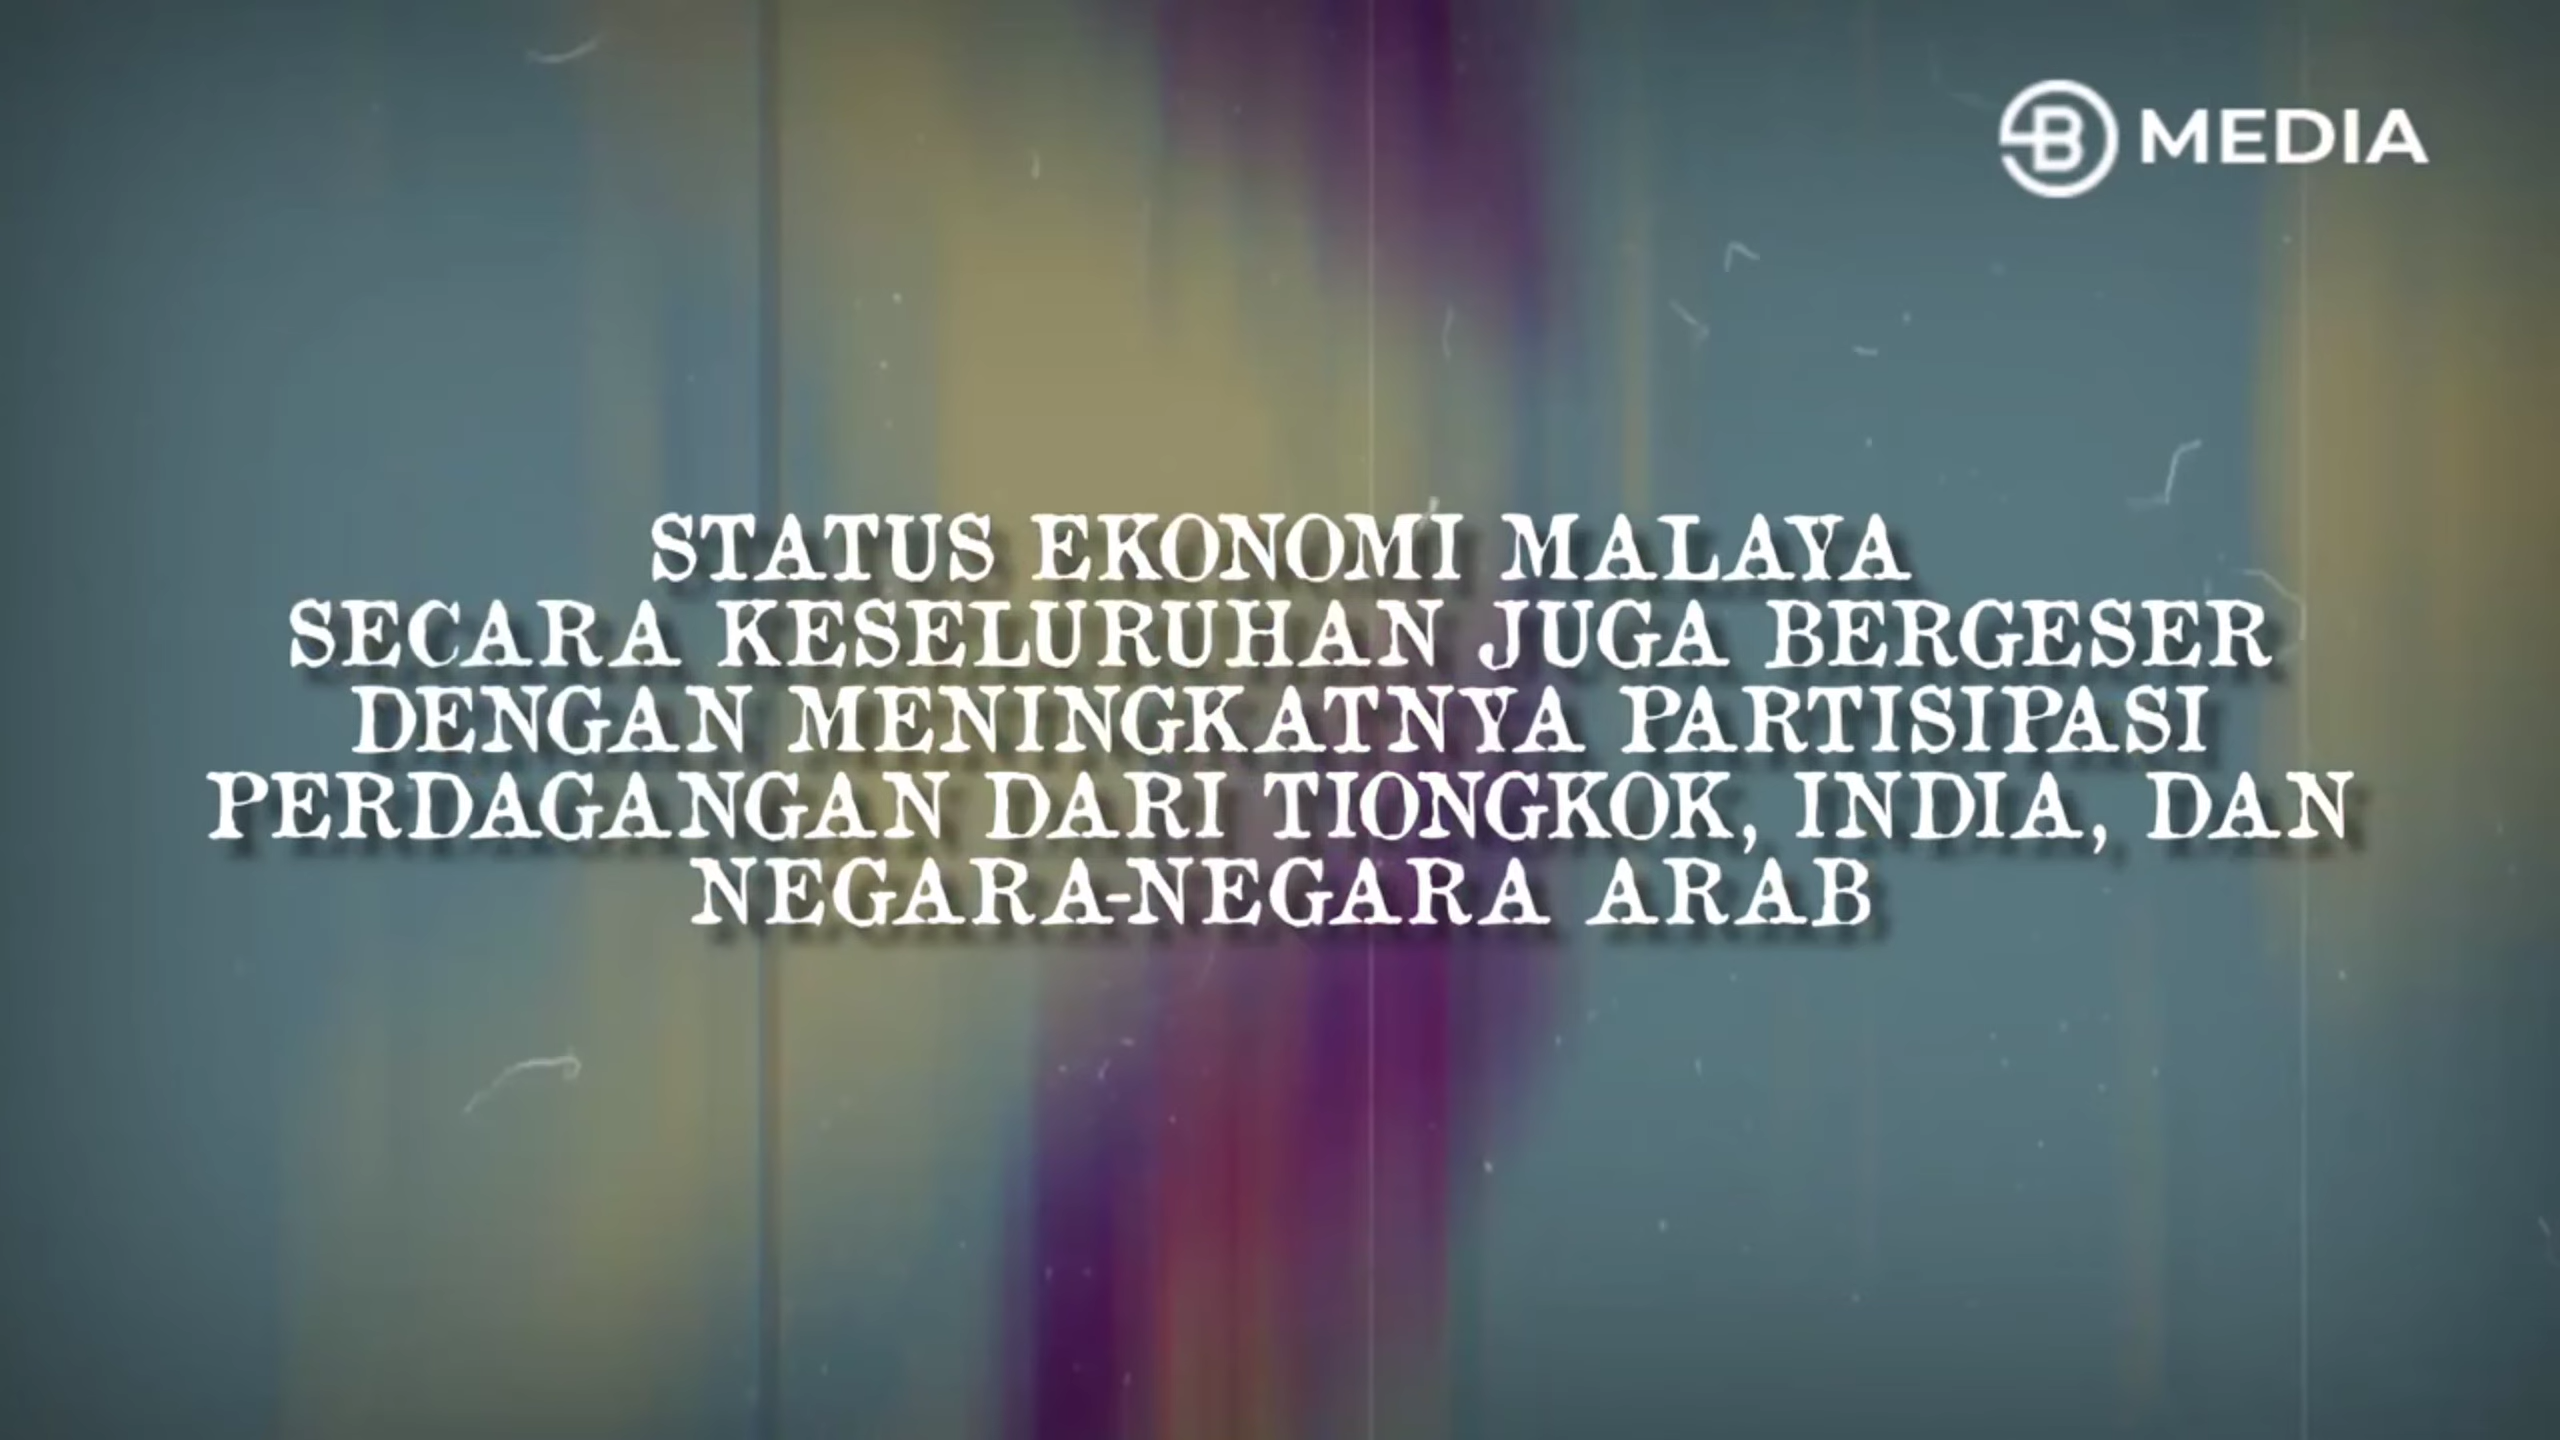 B MEDIA
STATUS EKONOMI MALAYA
SECARA KESELURUHAN JUGA BERGESER
DENGAN MENINGKATNYA PARTISIPASI
PERDAGANGAN DARI TIONGKOK, INDIA, DAN
NEGARA-NEGARA ARAB